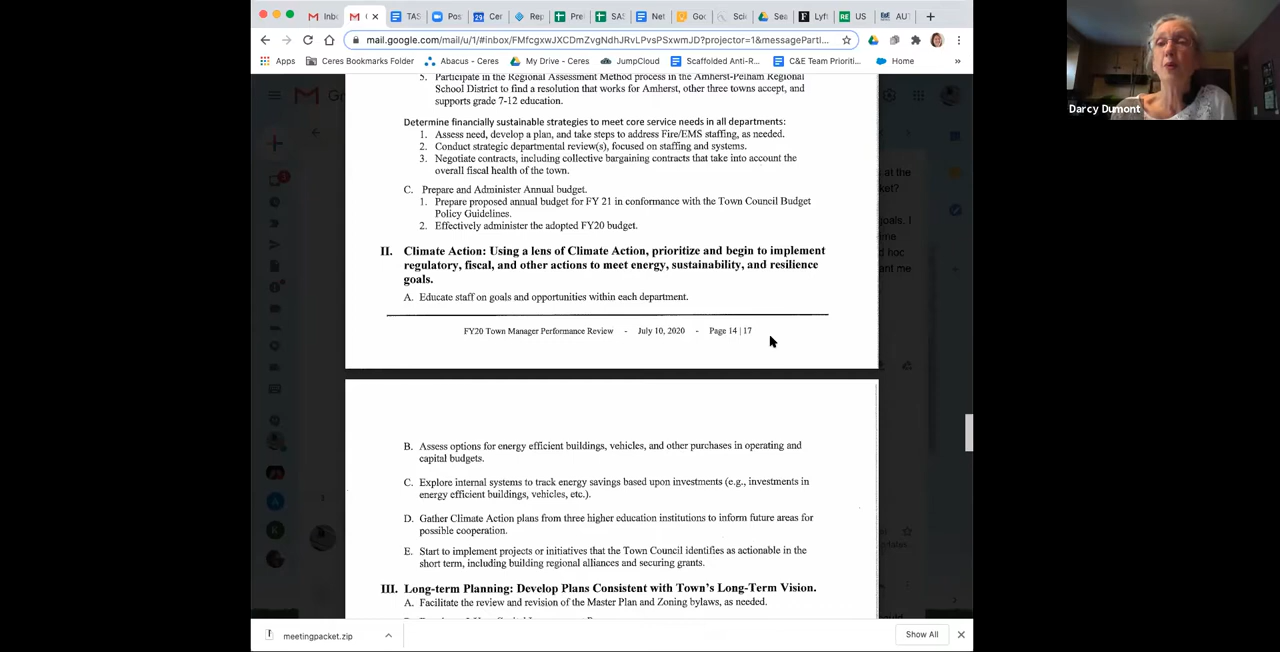 Inb
TAS
Pos
Cer
Rep
Prel
SAS
Net
Goc
Scie
Sea
Lyft
US
AUT
mail.google.com/mail/u/1/#inbox/FMfcgxwJXCDmZvgNdhJRvLPvsPSxwmJD?projector=1&messagePartI...
Apps
Ceres Bookmarks Folder
Abacus - Ceres
My Drive - Ceres
JumpCloud
Scaffolded Anti-R...
C&E Team Prioriti...
Home
»
Darcy Dumont
5. Participate in the Regional Assessment Method process in the Amherst-Pelham Regional
School District to find a resolution that works for Amherst, other three towns accept, and
supports grade 7-12 education.
Determine financially sustainable strategies to meet core service needs in all departments:
1. Assess need, develop a plan, and take steps to address Fire/EMS staffing, as needed.
2. Conduct strategic departmental review(s), focused on staffing and systems.
3. Negotiate contracts, including collective bargaining contracts that take into account the
overall fiscal health of the town.
C. Prepare and Administer Annual budget.
1. Prepare proposed annual budget for FY 21 in conformance with the Town Council Budget
Policy Guidelines.
2. Effectively administer the adopted FY20 budget.
II. Climate Action: Using a lens of Climate Action, prioritize and begin to implement
regulatory, fiscal, and other actions to meet energy, sustainability, and resilience
goals.
A. Educate staff on goals and opportunities within each department.
FY20 Town Manager Performance Review - July 10, 2020 - Page 14 | 17
B. Assess options for energy efficient buildings, vehicles, and other purchases in operating and
capital budgets.
C. Explore internal systems to track energy savings based upon investments (e.g., investments in
energy efficient buildings, vehicles, etc.).
D. Gather Climate Action plans from three higher education institutions to inform future areas for
possible cooperation.
E. Start to implement projects or initiatives that the Town Council identifies as actionable in the
short term, including building regional alliances and securing grants.
III. Long-term Planning: Develop Plans Consistent with Town's Long-Term Vision.
A. Facilitate the review and revision of the Master Plan and Zoning bylaws, as needed.
meetingpacket.zip
Show All